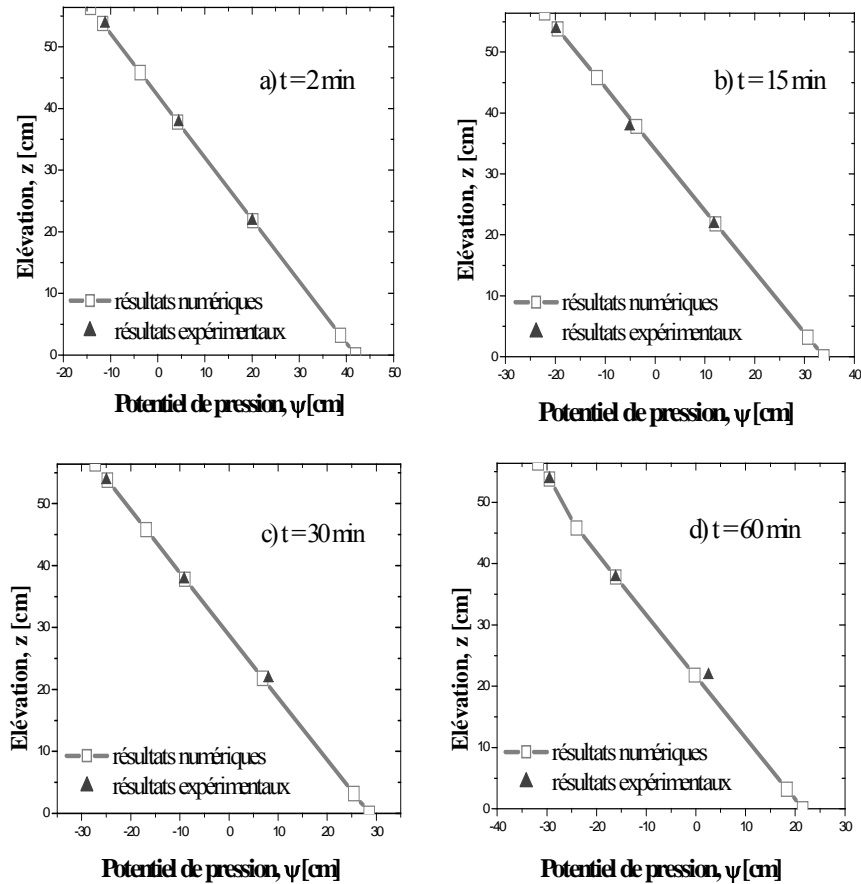 50
40
30
20
10
0
Elévation, z [cm]
a) t = 2 min
résultats numériques
résultats expérimentaux
-20 -10 0 10 20 30 40 50
Potentiel de pression, ψ [cm]
50
40
30
20
10
0
Elévation, z [cm]
b) t = 15 min
résultats numériques
résultats expérimentaux
-30 -20 -10 0 10 20 30 40
Potentiel de pression, ψ [cm]
50
40
30
20
10
0
Elévation, z [cm]
c) t = 30 min
résultats numériques
résultats expérimentaux
-30 -20 -10 0 10 20 30
Potentiel de pression, ψ [cm]
50
40
30
20
10
0
Elévation, z [cm]
d) t = 60 min
résultats numériques
résultats expérimentaux
-40 -30 -20 -10 0 10 20 30
Potentiel de pression, ψ [cm]